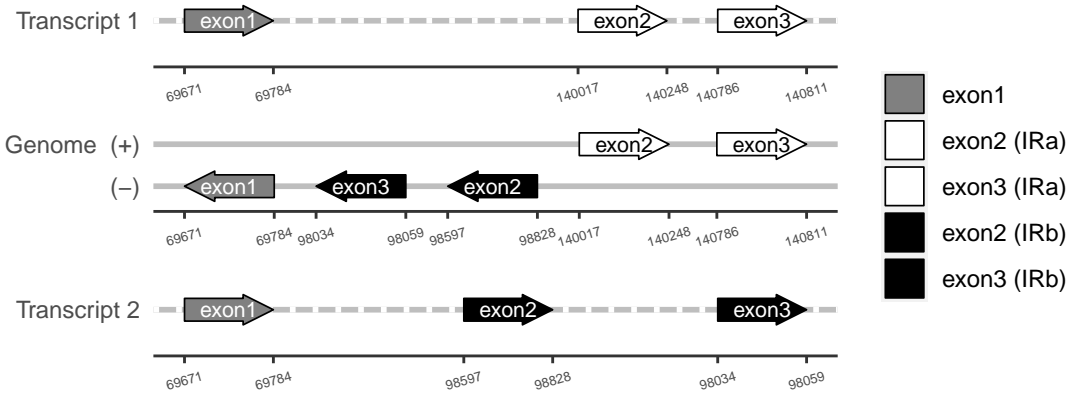 Transcript 1 exon1 exon2 exon3
69671 69784 140017 140248 140786 140811
Genome (+) exon2 exon3
(−) exon1 exon3 exon2
69671 69784 98034 98059 98597 98828 140017 140248 140786 140811
Transcript 2 exon1 exon2 exon3
69671 69784 98597 98828 98034 98059
exon1
exon2 (IRa)
exon3 (IRa)
exon2 (IRb)
exon3 (IRb)